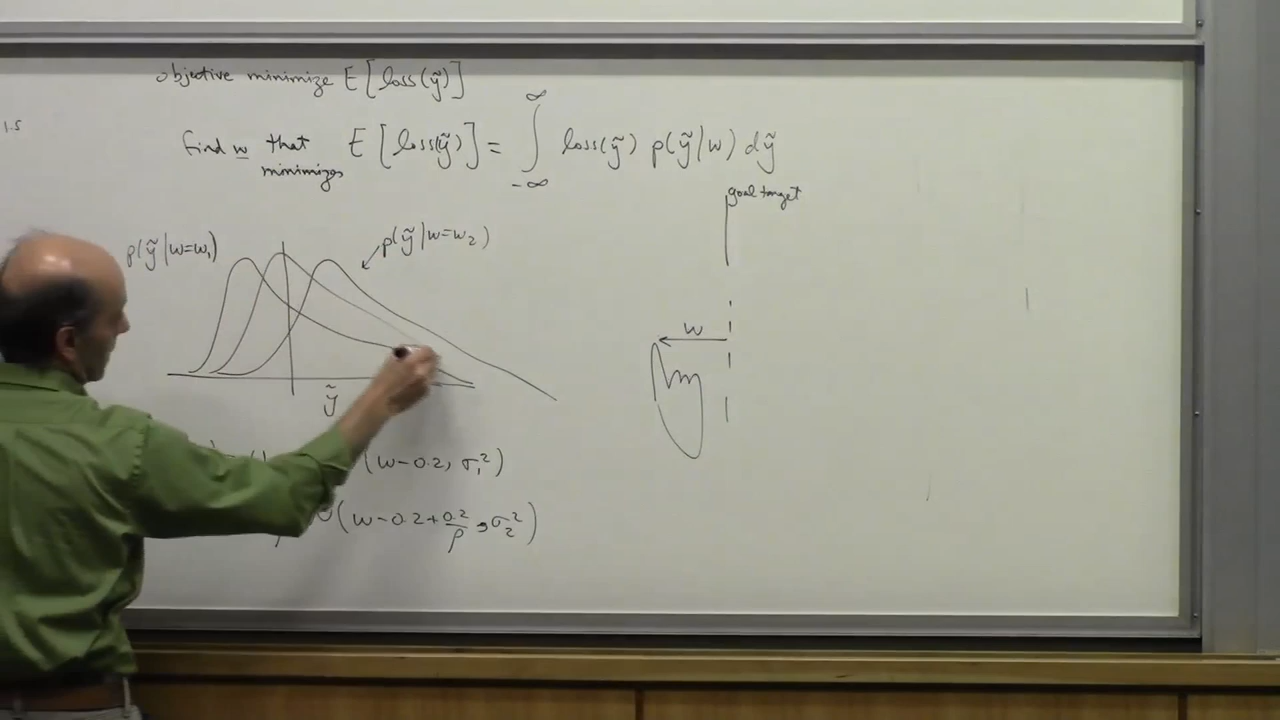 objective minimize E[loss(ỹ)]
1.5
find w that minimizes E[loss(ỹ)] = ∫_{-∞}^{∞} loss(ỹ) p(ỹ|w) dỹ
goal target
p(ỹ|w=w₁)
p(ỹ|w=w₂)
w
ỹ
(w-0.2, σ₁²)
(w-0.2+0.2/ρ, σ₂²)